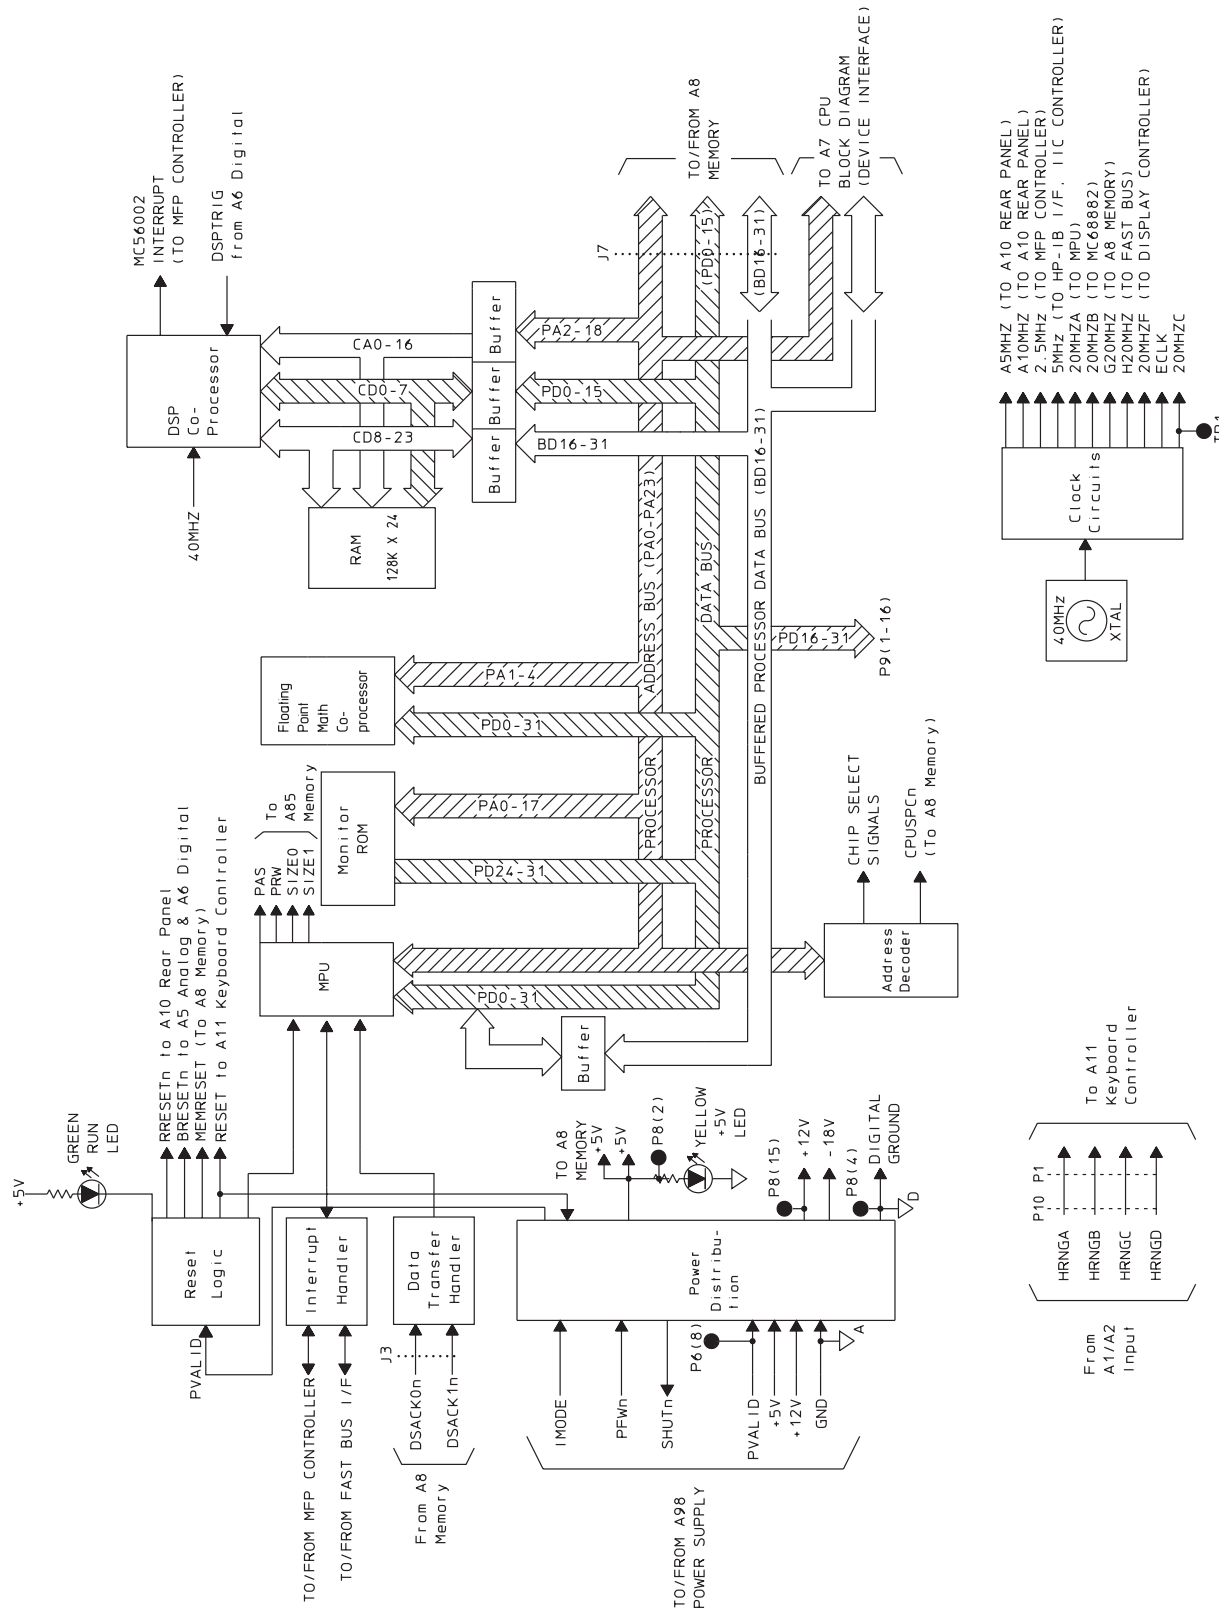 +5V
GREEN
RUN
LED
RRESETn to A10 Rear Panel
BRESETn to A5 Analog & A6 Digital
MEMRESET (To A8 Memory)
RESET to A11 Keyboard Controller
Reset
Logic
PVALID
Interrupt
Handler
TO/FROM MFP CONTROLLER
TO/FROM FAST BUS I/F
Data
Transfer
Handler
J3
DSACK0n
DSACK1n
From A8
Memory
MPU
PAS
PRW
SIZE0
SIZE1
To
A85
Memory
Monitor
ROM
Floating
Point
Math
Co-
processor
PD0-31
PD24-31
PA0-17
PD0-31
PA1-4
DSP
Co-
Processor
40MHZ
MC56002
INTERRUPT
(TO MFP CONTROLLER)
DSPTRIG
from A6 Digital
RAM
128K X 24
CD8-23
CD0-7
CA0-16
Buffer
Buffer
Buffer
BD16-31
PD0-15
PA2-18
J7
TO/FROM A8
MEMORY
(PD0-15)
(BD16-31)
TO A7 CPU
BLOCK DIAGRAM
(DEVICE INTERFACE)
PROCESSOR
ADDRESS BUS (PA0-PA23)
PROCESSOR
DATA BUS
BUFFERED PROCESSOR DATA BUS (BD16-31)
PD16-31
P9(1-16)
Buffer
Address
Decoder
CHIP SELECT
SIGNALS
CPUSPCn
(To A8 Memory)
TO A8
MEMORY
+5V
+5V
P8(2)
YELLOW
+5V
LED
P8(15)
+12V
-18V
P8(4)
DIGITAL
GROUND
D
Power
Distribu-
tion
IMODE
PFWn
SHUTn
P6(8)
PVALID
+5V
+12V
GND
A
TO/FROM A98
POWER SUPPLY
From
A1/A2
Input
HRNGA
HRNGB
HRNGC
HRNGD
P10
P1
To A11
Keyboard
Controller
40MHZ
XTAL
Clock
Circuits
A5MHZ (TO A10 REAR PANEL)
A10MHZ (TO A10 REAR PANEL)
2.5MHz (TO MFP CONTROLLER)
5MHz (TO HP-IB I/F, IIC CONTROLLER)
20MHZA (TO MPU)
20MHZB (TO MC68882)
G20MHZ (TO A8 MEMORY)
H20MHZ (TO FAST BUS)
20MHZF (TO DISPLAY CONTROLLER)
ECLK
20MHZC